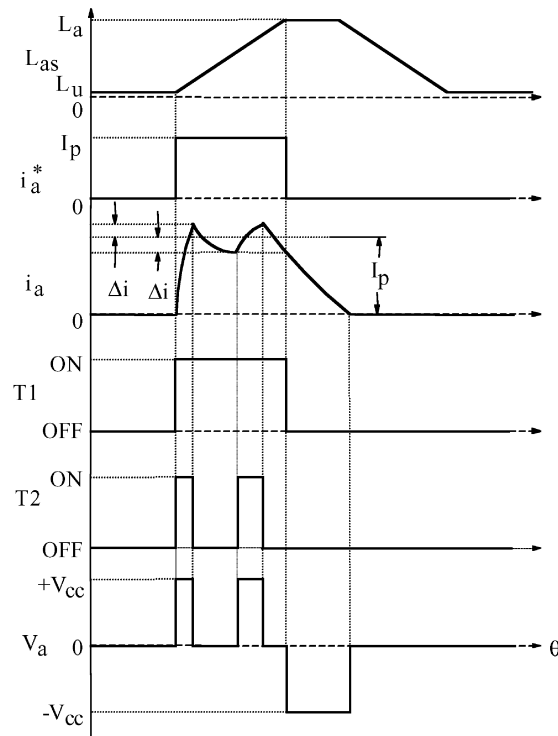 La
Las
Lu
0
Ip
ia*
0
Δi
Δi
Ip
ia
0
ON
T1
OFF
ON
T2
OFF
+Vcc
Va 0
θ
-Vcc